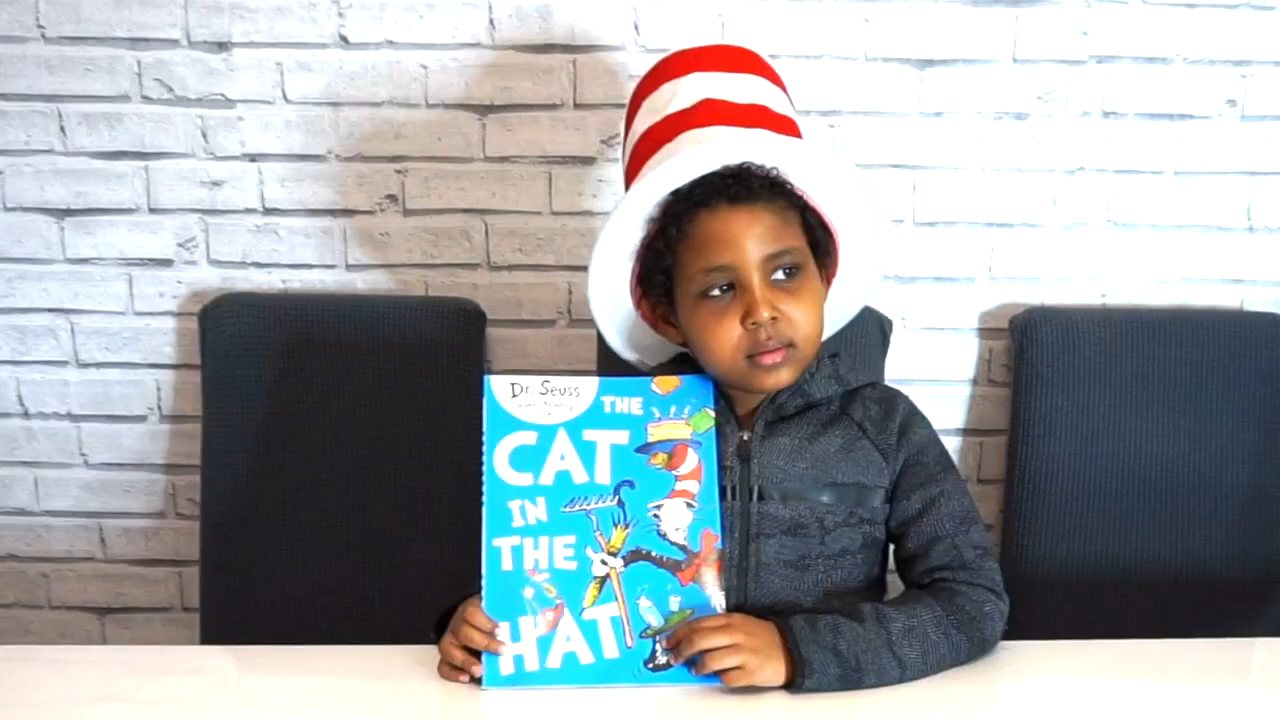 Dr. Seuss
THE
CAT
IN
THE
HAT